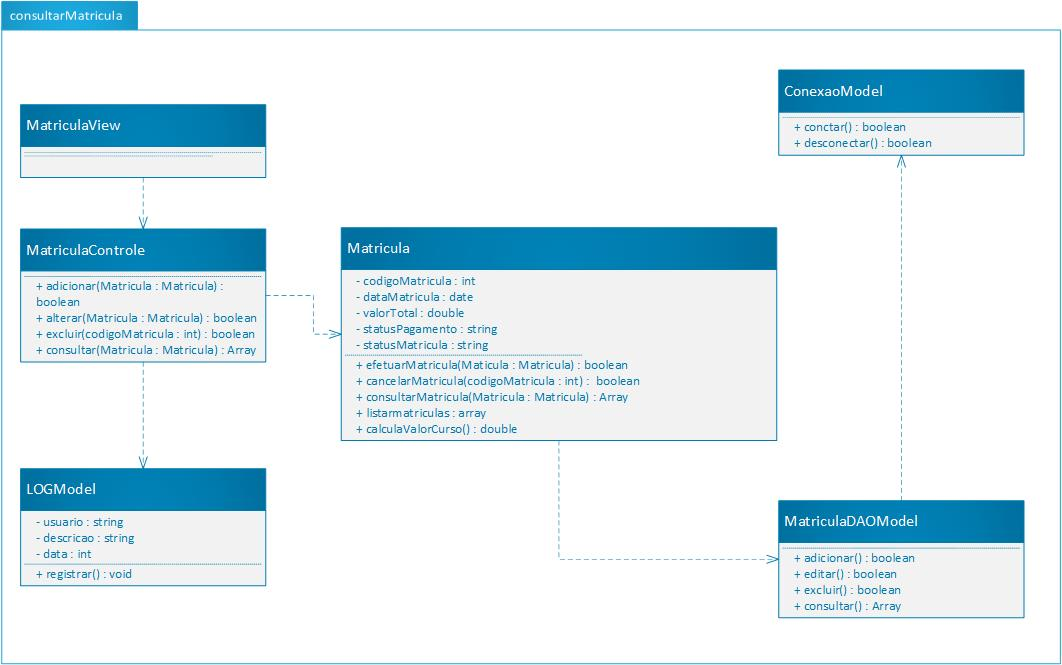 consultarMatricula
MatriculaView
MatriculaControle
+ adicionar(Matricula : Matricula) :
boolean
+ alterar(Matricula : Matricula) : boolean
+ excluir(codigoMatricula : int) : boolean
+ consultar(Matricula : Matricula) : Array
LOGModel
- usuario : string
- descricao : string
- data : int
+ registrar() : void
Matricula
- codigoMatricula : int
- dataMatricula : date
- valorTotal : double
- statusPagamento : string
- statusMatricula : string
+ efetuarMatricula(Maticula : Matricula) : boolean
+ cancelarMatricula(codigoMatricula : int) : boolean
+ consultarMatricula(Matricula : Matricula) : Array
+ listarmatriculas : array
+ calculaValorCurso() : double
ConexaoModel
+ conctar() : boolean
+ desconectar() : boolean
MatriculaDAOModel
+ adicionar() : boolean
+ editar() : boolean
+ excluir() : boolean
+ consultar() : Array